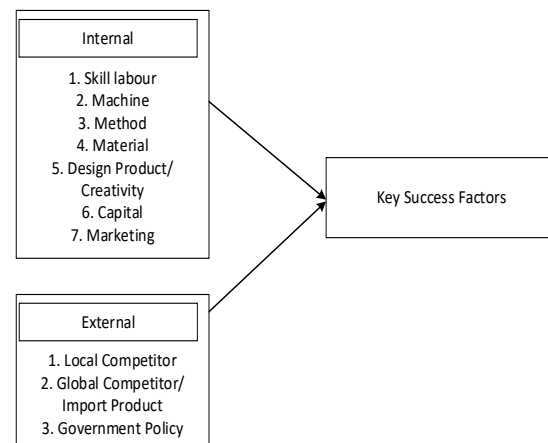 Internal
1. Skill labour
2. Machine
3. Method
4. Material
5. Design Product/
Creativity
6. Capital
7. Marketing
Key Success Factors
External
1. Local Competitor
2. Global Competitor/
Import Product
3. Government Policy